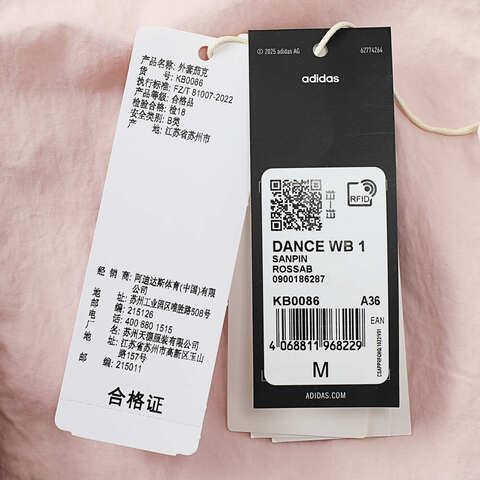 产品名称: 外套茄克
货 号: KB0086
执行标准: FZ/T 81007-2022
产品等级: 合格品
检验合格: 检18
安全类别: B类
产 地: 江苏省苏州市
经 销 商: 阿迪达斯体育(中国)有限
公司
地 址: 苏州工业园区唯胜路508号
邮 编: 215126
电 话: 400 880 1515
厂 名: 苏州天源服装有限公司
地 址: 江苏省苏州市高新区玉山
路157号
邮 编: 215011
合格证
©2025 adidas AG
62774264
adidas
RFID
DANCE WB 1
SANPIN
ROSSAB
0900186287
KB0086 A36
EAN
4 068811 968229
M
ADIDAS.COM